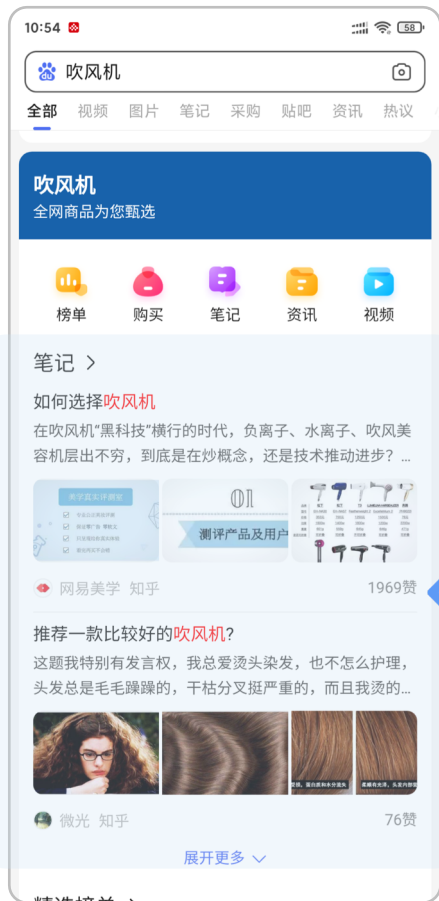 10:54
58
吹风机
全部 视频 图片 笔记 采购 贴吧 资讯 热议
吹风机
全网商品为您甄选
榜单 购买 笔记 资讯 视频
笔记 >
如何选择吹风机
在吹风机“黑科技”横行的时代，负离子、水离子、吹风美
容机层出不穷，到底是在炒概念，还是技术推动进步？...
01
测评产品及用户
网易美学 知乎
1969赞
推荐一款比较好的吹风机?
这题我特别有发言权，我总爱烫头染发，也不怎么护理，
头发总是毛毛躁躁的，干枯分叉挺严重的，而且我烫的...
微光 知乎
76赞
展开更多